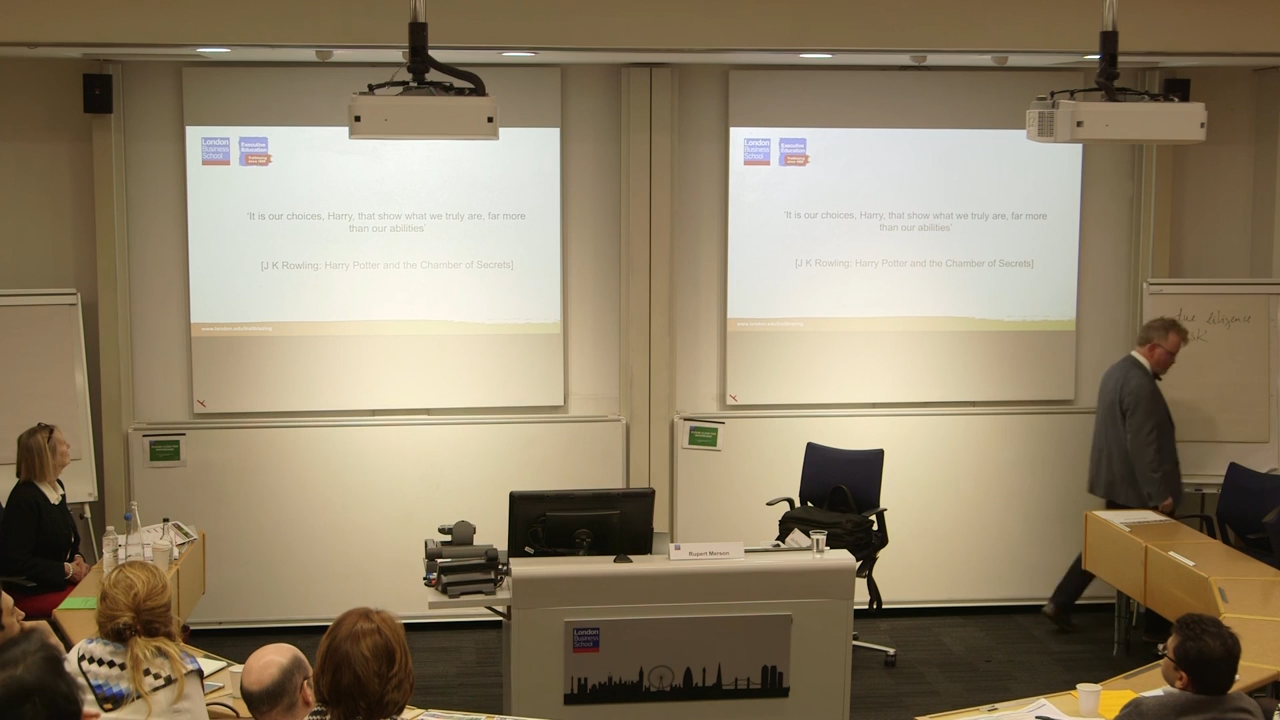 London
Business
School
Executive
Education
'It is our choices, Harry, that show what we truly are, far more
than our abilities'
[J K Rowling: Harry Potter and the Chamber of Secrets]
London
Business
School
Executive
Education
'It is our choices, Harry, that show what we truly are, far more
than our abilities'
[J K Rowling: Harry Potter and the Chamber of Secrets]
diligence
Rupert Merson
London
Business
School